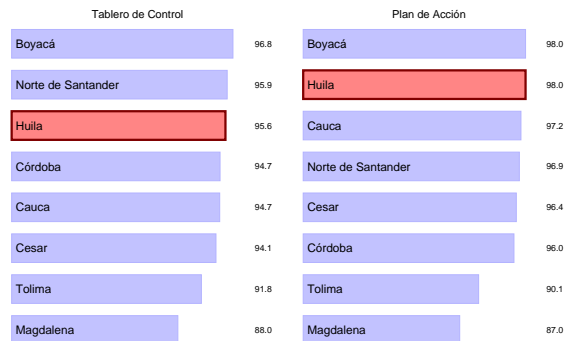 Tablero de Control
Boyacá 96.8
Norte de Santander 95.9
Huila 95.6
Córdoba 94.7
Cauca 94.7
Cesar 94.1
Tolima 91.8
Magdalena 88.0
Plan de Acción
Boyacá 98.0
Huila 98.0
Cauca 97.2
Norte de Santander 96.9
Cesar 96.4
Córdoba 96.0
Tolima 90.1
Magdalena 87.0